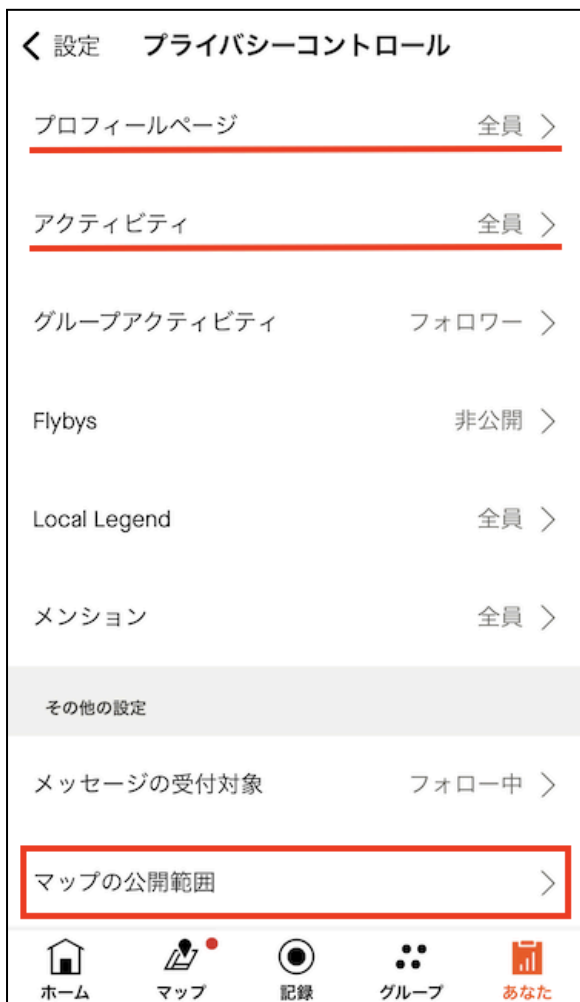 設定 プライバシーコントロール
プロフィールページ 全員
アクティビティ 全員
グループアクティビティ フォロワー
Flybys 非公開
Local Legend 全員
メンション 全員
その他の設定
メッセージの受付対象 フォロー中
マップの公開範囲
ホーム マップ 記録 グループ あなた